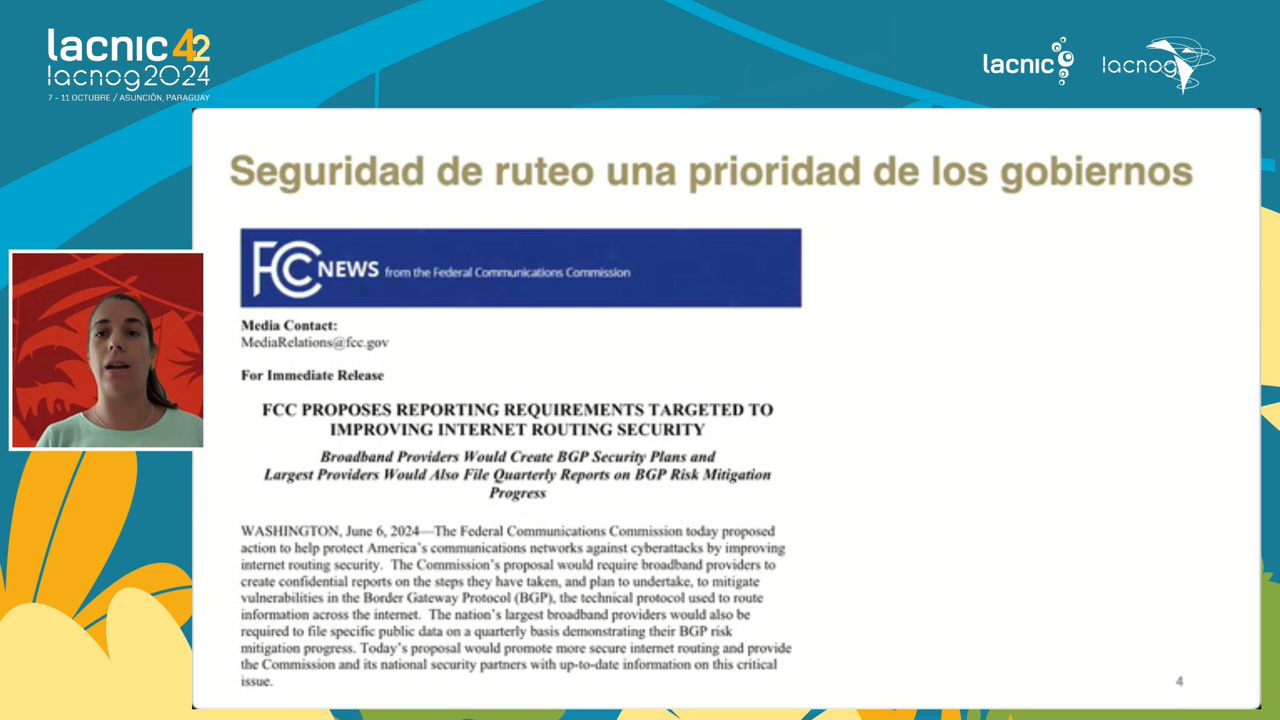 lacnic 42
lacnog 2024
7 - 11 OCTUBRE / ASUNCIÓN, PARAGUAY
lacnic
lacnog
Seguridad de ruteo una prioridad de los gobiernos
FCC NEWS from the Federal Communications Commission
Media Contact:
MediaRelations@fcc.gov
For Immediate Release
FCC PROPOSES REPORTING REQUIREMENTS TARGETED TO
IMPROVING INTERNET ROUTING SECURITY
Broadband Providers Would Create BGP Security Plans and
Largest Providers Would Also File Quarterly Reports on BGP Risk Mitigation
Progress
WASHINGTON, June 6, 2024—The Federal Communications Commission today proposed
action to help protect America's communications networks against cyberattacks by improving
internet routing security. The Commission's proposal would require broadband providers to
create confidential reports on the steps they have taken, and plan to undertake, to mitigate
vulnerabilities in the Border Gateway Protocol (BGP), the technical protocol used to route
information across the internet. The nation's largest broadband providers would also be
required to file specific public data on a quarterly basis demonstrating their BGP risk
mitigation progress. Today's proposal would promote more secure internet routing and provide
the Commission and its national security partners with up-to-date information on this critical
issue.
4